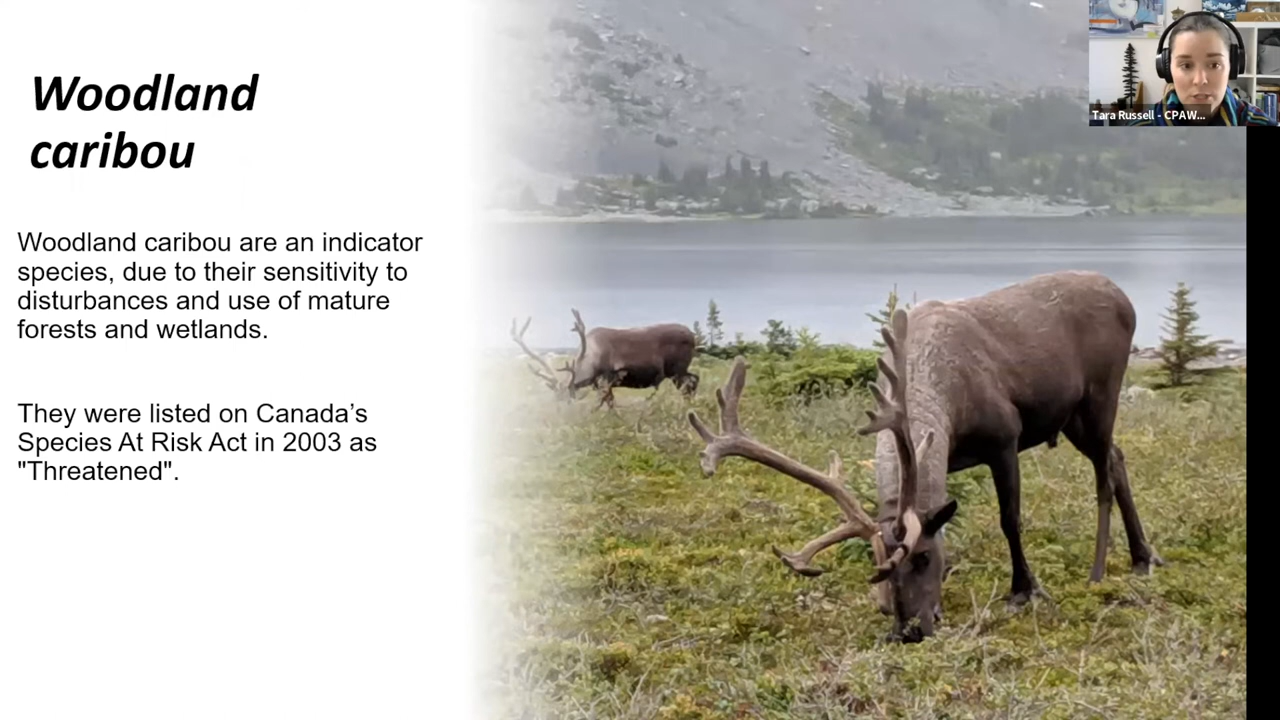 Woodland
caribou
Woodland caribou are an indicator
species, due to their sensitivity to
disturbances and use of mature
forests and wetlands.
They were listed on Canada’s
Species At Risk Act in 2003 as
"Threatened".
Tara Russell - CPAW...